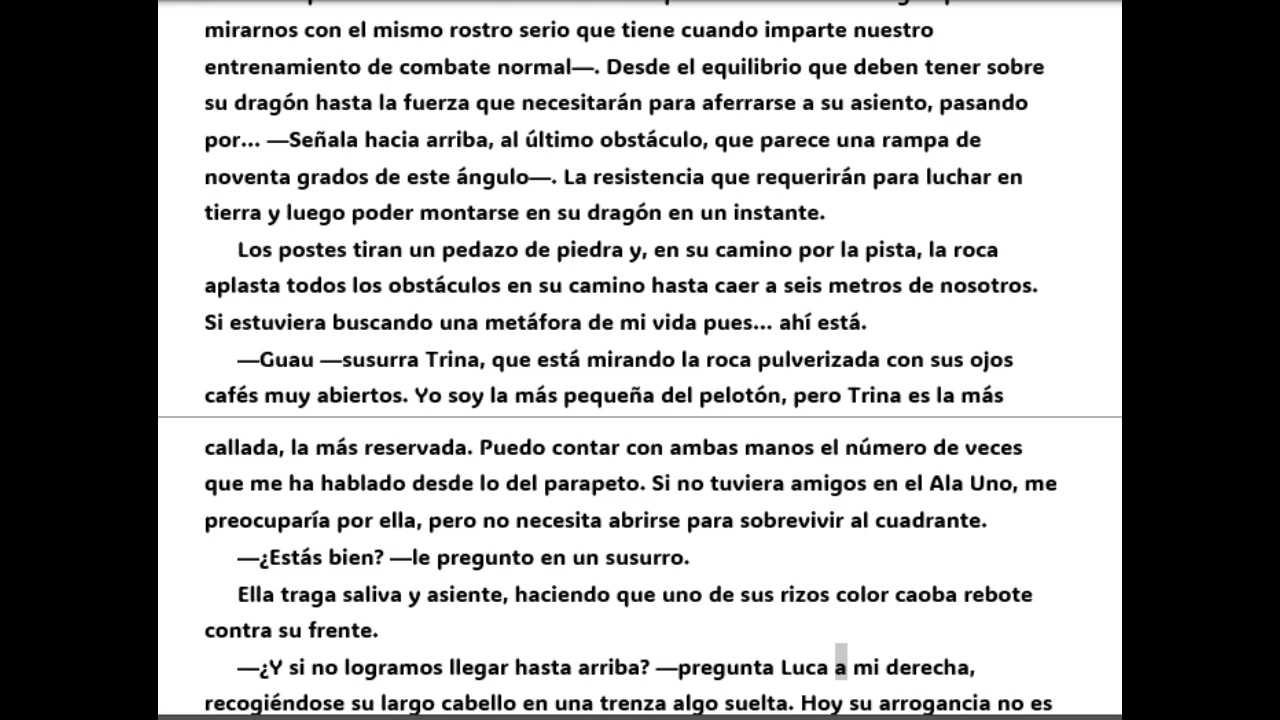 mirarnos con el mismo rostro serio que tiene cuando imparte nuestro
entrenamiento de combate normal—. Desde el equilibrio que deben tener sobre
su dragón hasta la fuerza que necesitarán para aferrarse a su asiento, pasando
por... —Señala hacia arriba, al último obstáculo, que parece una rampa de
noventa grados de este ángulo—. La resistencia que requerirán para luchar en
tierra y luego poder montarse en su dragón en un instante.
Los postes tiran un pedazo de piedra y, en su camino por la pista, la roca
aplasta todos los obstáculos en su camino hasta caer a seis metros de nosotros.
Si estuviera buscando una metáfora de mi vida pues... ahí está.
—Guau —susurra Trina, que está mirando la roca pulverizada con sus ojos
cafés muy abiertos. Yo soy la más pequeña del pelotón, pero Trina es la más
callada, la más reservada. Puedo contar con ambas manos el número de veces
que me ha hablado desde lo del parapeto. Si no tuviera amigos en el Ala Uno, me
preocuparía por ella, pero no necesita abrirse para sobrevivir al cuadrante.
—¿Estás bien? —le pregunto en un susurro.
Ella traga saliva y asiente, haciendo que uno de sus rizos color caoba rebote
contra su frente.
—¿Y si no logramos llegar hasta arriba? —pregunta Luca a mi derecha,
recogiéndose su largo cabello en una trenza algo suelta. Hoy su arrogancia no es